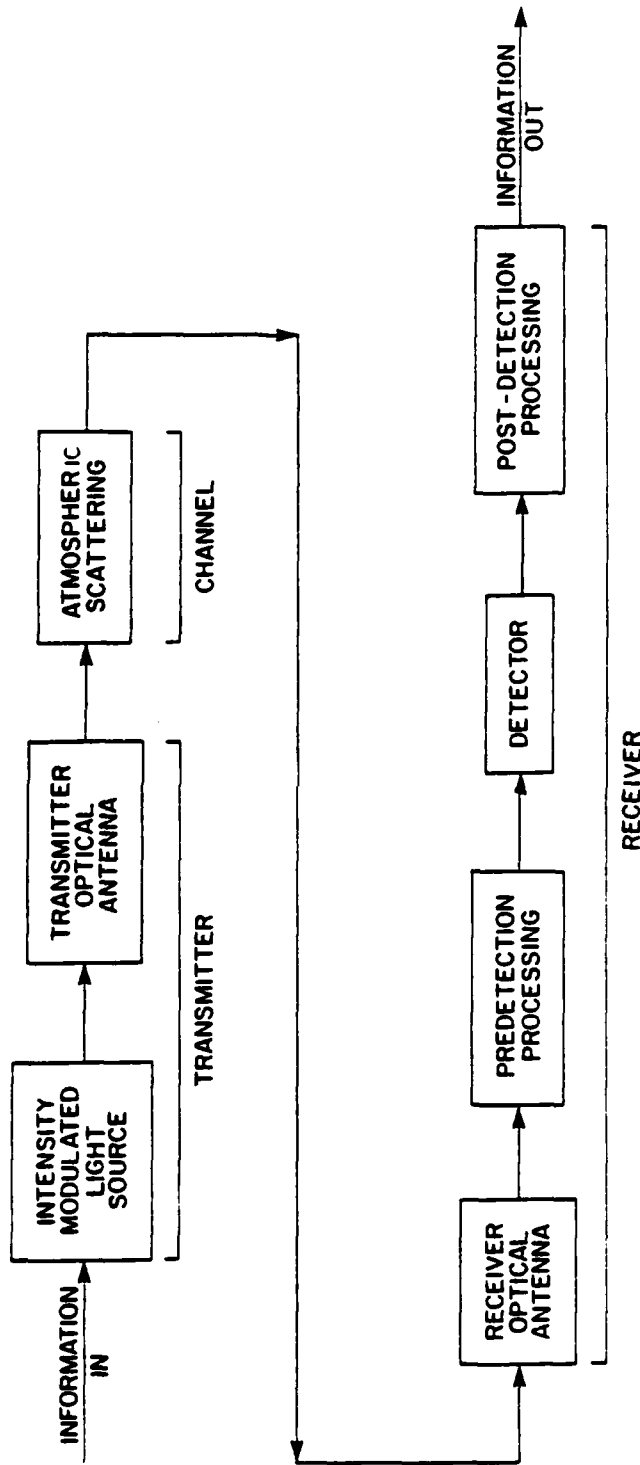 INFORMATION
IN
INTENSITY
MODULATED
LIGHT
SOURCE
TRANSMITTER
OPTICAL
ANTENNA
TRANSMITTER
ATMOSPHERIC
SCATTERING
CHANNEL
RECEIVER
OPTICAL
ANTENNA
PREDETECTION
PROCESSING
DETECTOR
POST-DETECTION
PROCESSING
INFORMATION
OUT
RECEIVER